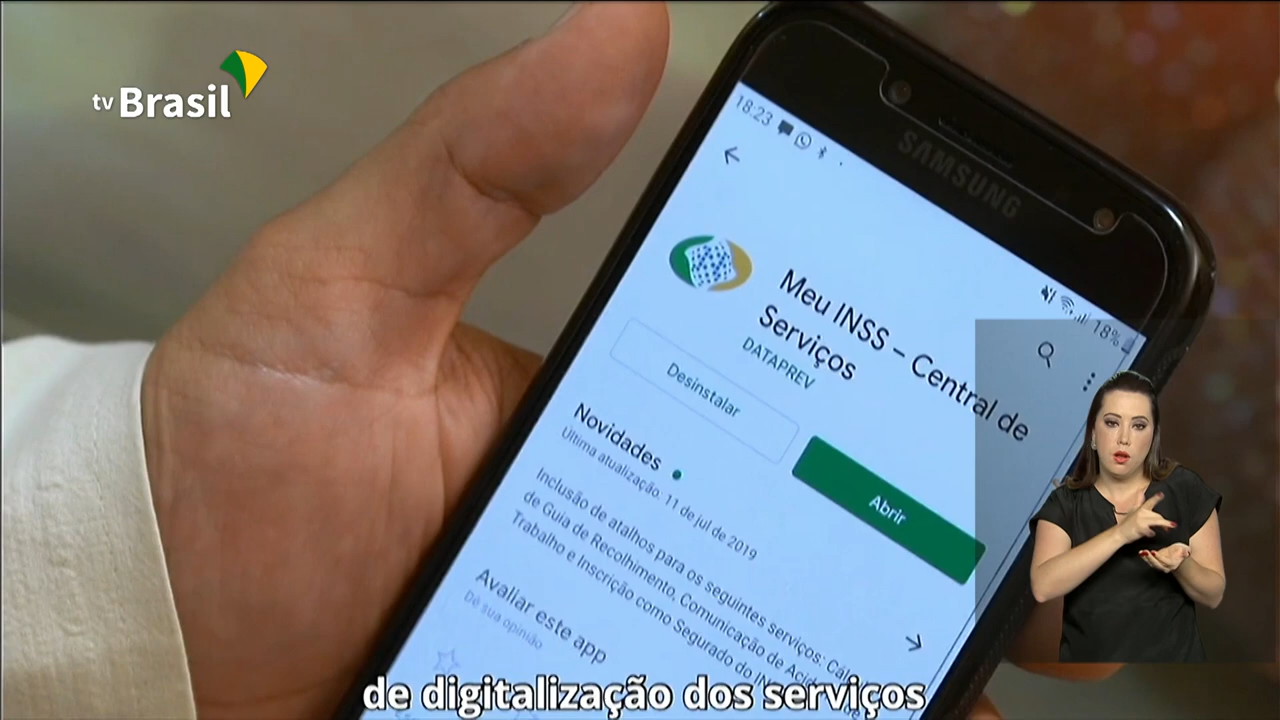 tv Brasil
18:23
SAMSUNG
18%
Meu INSS – Central de
Serviços
DATAPREV
Desinstalar
Abrir
Novidades
Última atualização: 11 de jul de 2019
Inclusão de atalhos para os seguintes serviços:
de Guia de Recolhimento, Comunicação de
Trabalho e Inscrição como Segurado do
Avaliar este app
Dê sua opinião
de digitalização dos serviços